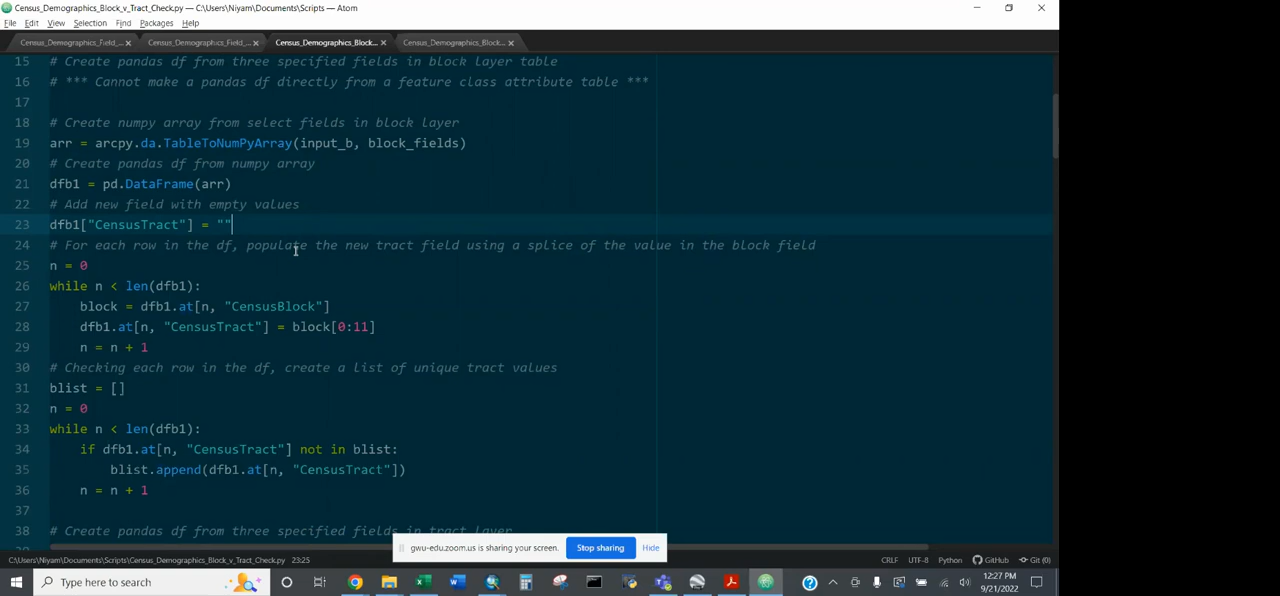 Census_Demographics_Block_v_Tract_Check.py — C:\Users\Niyam\Documents\Scripts — Atom
File Edit View Selection Find Packages Help
Census_Demographics_Field_... Census_Demographics_Field_... Census_Demographics_Block... Census_Demographics_Block...
15 # Create pandas df from three specified fields in block layer table
16 # *** Cannot make a pandas df directly from a feature class attribute table ***
17
18 # Create numpy array from select fields in block layer
19 arr = arcpy.da.TableToNumPyArray(input_b, block_fields)
20 # Create pandas df from numpy array
21 dfb1 = pd.DataFrame(arr)
22 # Add new field with empty values
23 dfb1["CensusTract"] = ""
24 # For each row in the df, populate the new tract field using a splice of the value in the block field
25 n = 0
26 while n < len(dfb1):
27 block = dfb1.at[n, "CensusBlock"]
28 dfb1.at[n, "CensusTract"] = block[0:11]
29 n = n + 1
30 # Checking each row in the df, create a list of unique tract values
31 blist = []
32 n = 0
33 while n < len(dfb1):
34 if dfb1.at[n, "CensusTract"] not in blist:
35 blist.append(dfb1.at[n, "CensusTract"])
36 n = n + 1
37
38 # Create pandas df from three specified fields in tract layer
gwu-edu.zoom.us is sharing your screen. Stop sharing Hide
C:\Users\Niyam\Documents\Scripts\Census_Demographics_Block_v_Tract_Check.py 23:25 CRLF UTF-8 Python GitHub Git (0)
Type here to search 12:27 PM
9/21/2022